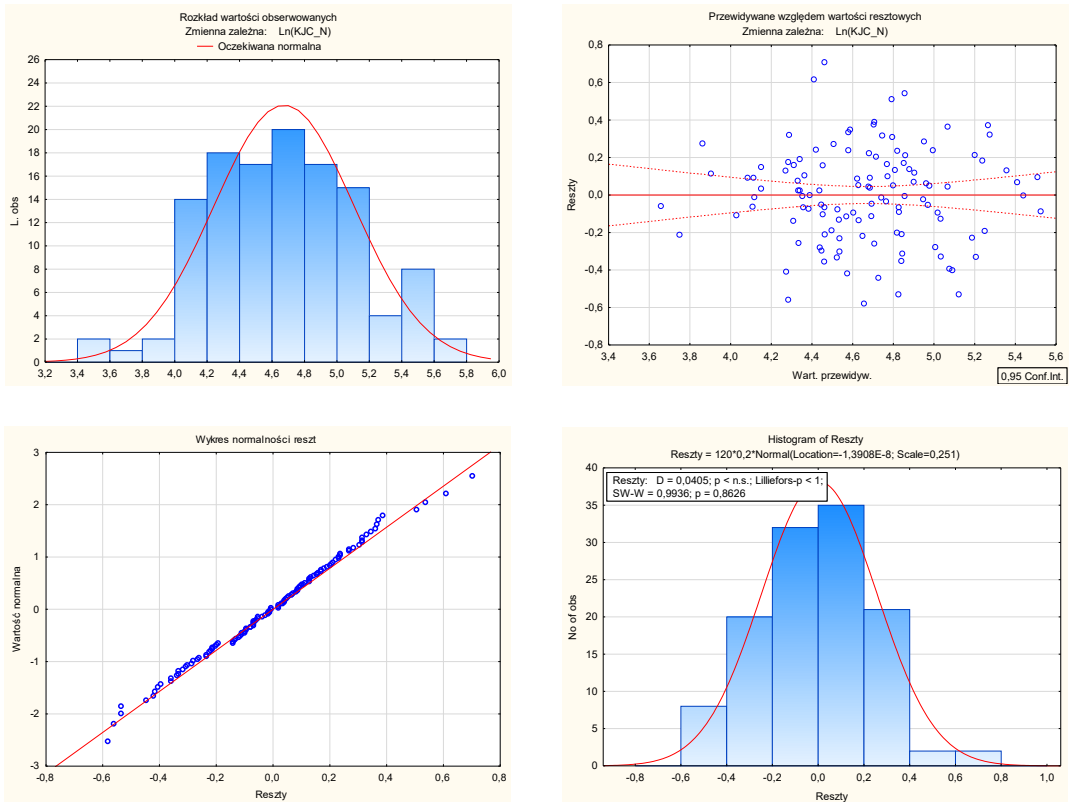 Rozkład wartości obserwowanych
Zmienna zależna: Ln(KJC_N)
Oczekiwana normalna
26
24
22
20
18
16
14
12
10
8
6
4
2
0
L. obs
3,2 3,4 3,6 3,8 4,0 4,2 4,4 4,6 4,8 5,0 5,2 5,4 5,6 5,8 6,0
Przewidywane względem wartości resztowych
Zmienna zależna: Ln(KJC_N)
0,8
0,6
0,4
0,2
0,0
-0,2
-0,4
-0,6
-0,8
Reszty
3,4 3,6 3,8 4,0 4,2 4,4 4,6 4,8 5,0 5,2 5,4 5,6
Wart. przewidyw.
0,95 Conf.Int.
Wykres normalności reszt
3
2
1
0
-1
-2
-3
Wartość normalna
-0,8 -0,6 -0,4 -0,2 0,0 0,2 0,4 0,6 0,8
Reszty
Histogram of Reszty
Reszty = 120*0,2*Normal(Location=-1,3908E-8; Scale=0,251)
Reszty: D = 0,0405; p < n.s.; Lilliefors-p < 1;
SW-W = 0,9936; p = 0,8626
40
35
30
25
20
15
10
5
0
No of obs
-0,8 -0,6 -0,4 -0,2 0,0 0,2 0,4 0,6 0,8 1,0
Reszty